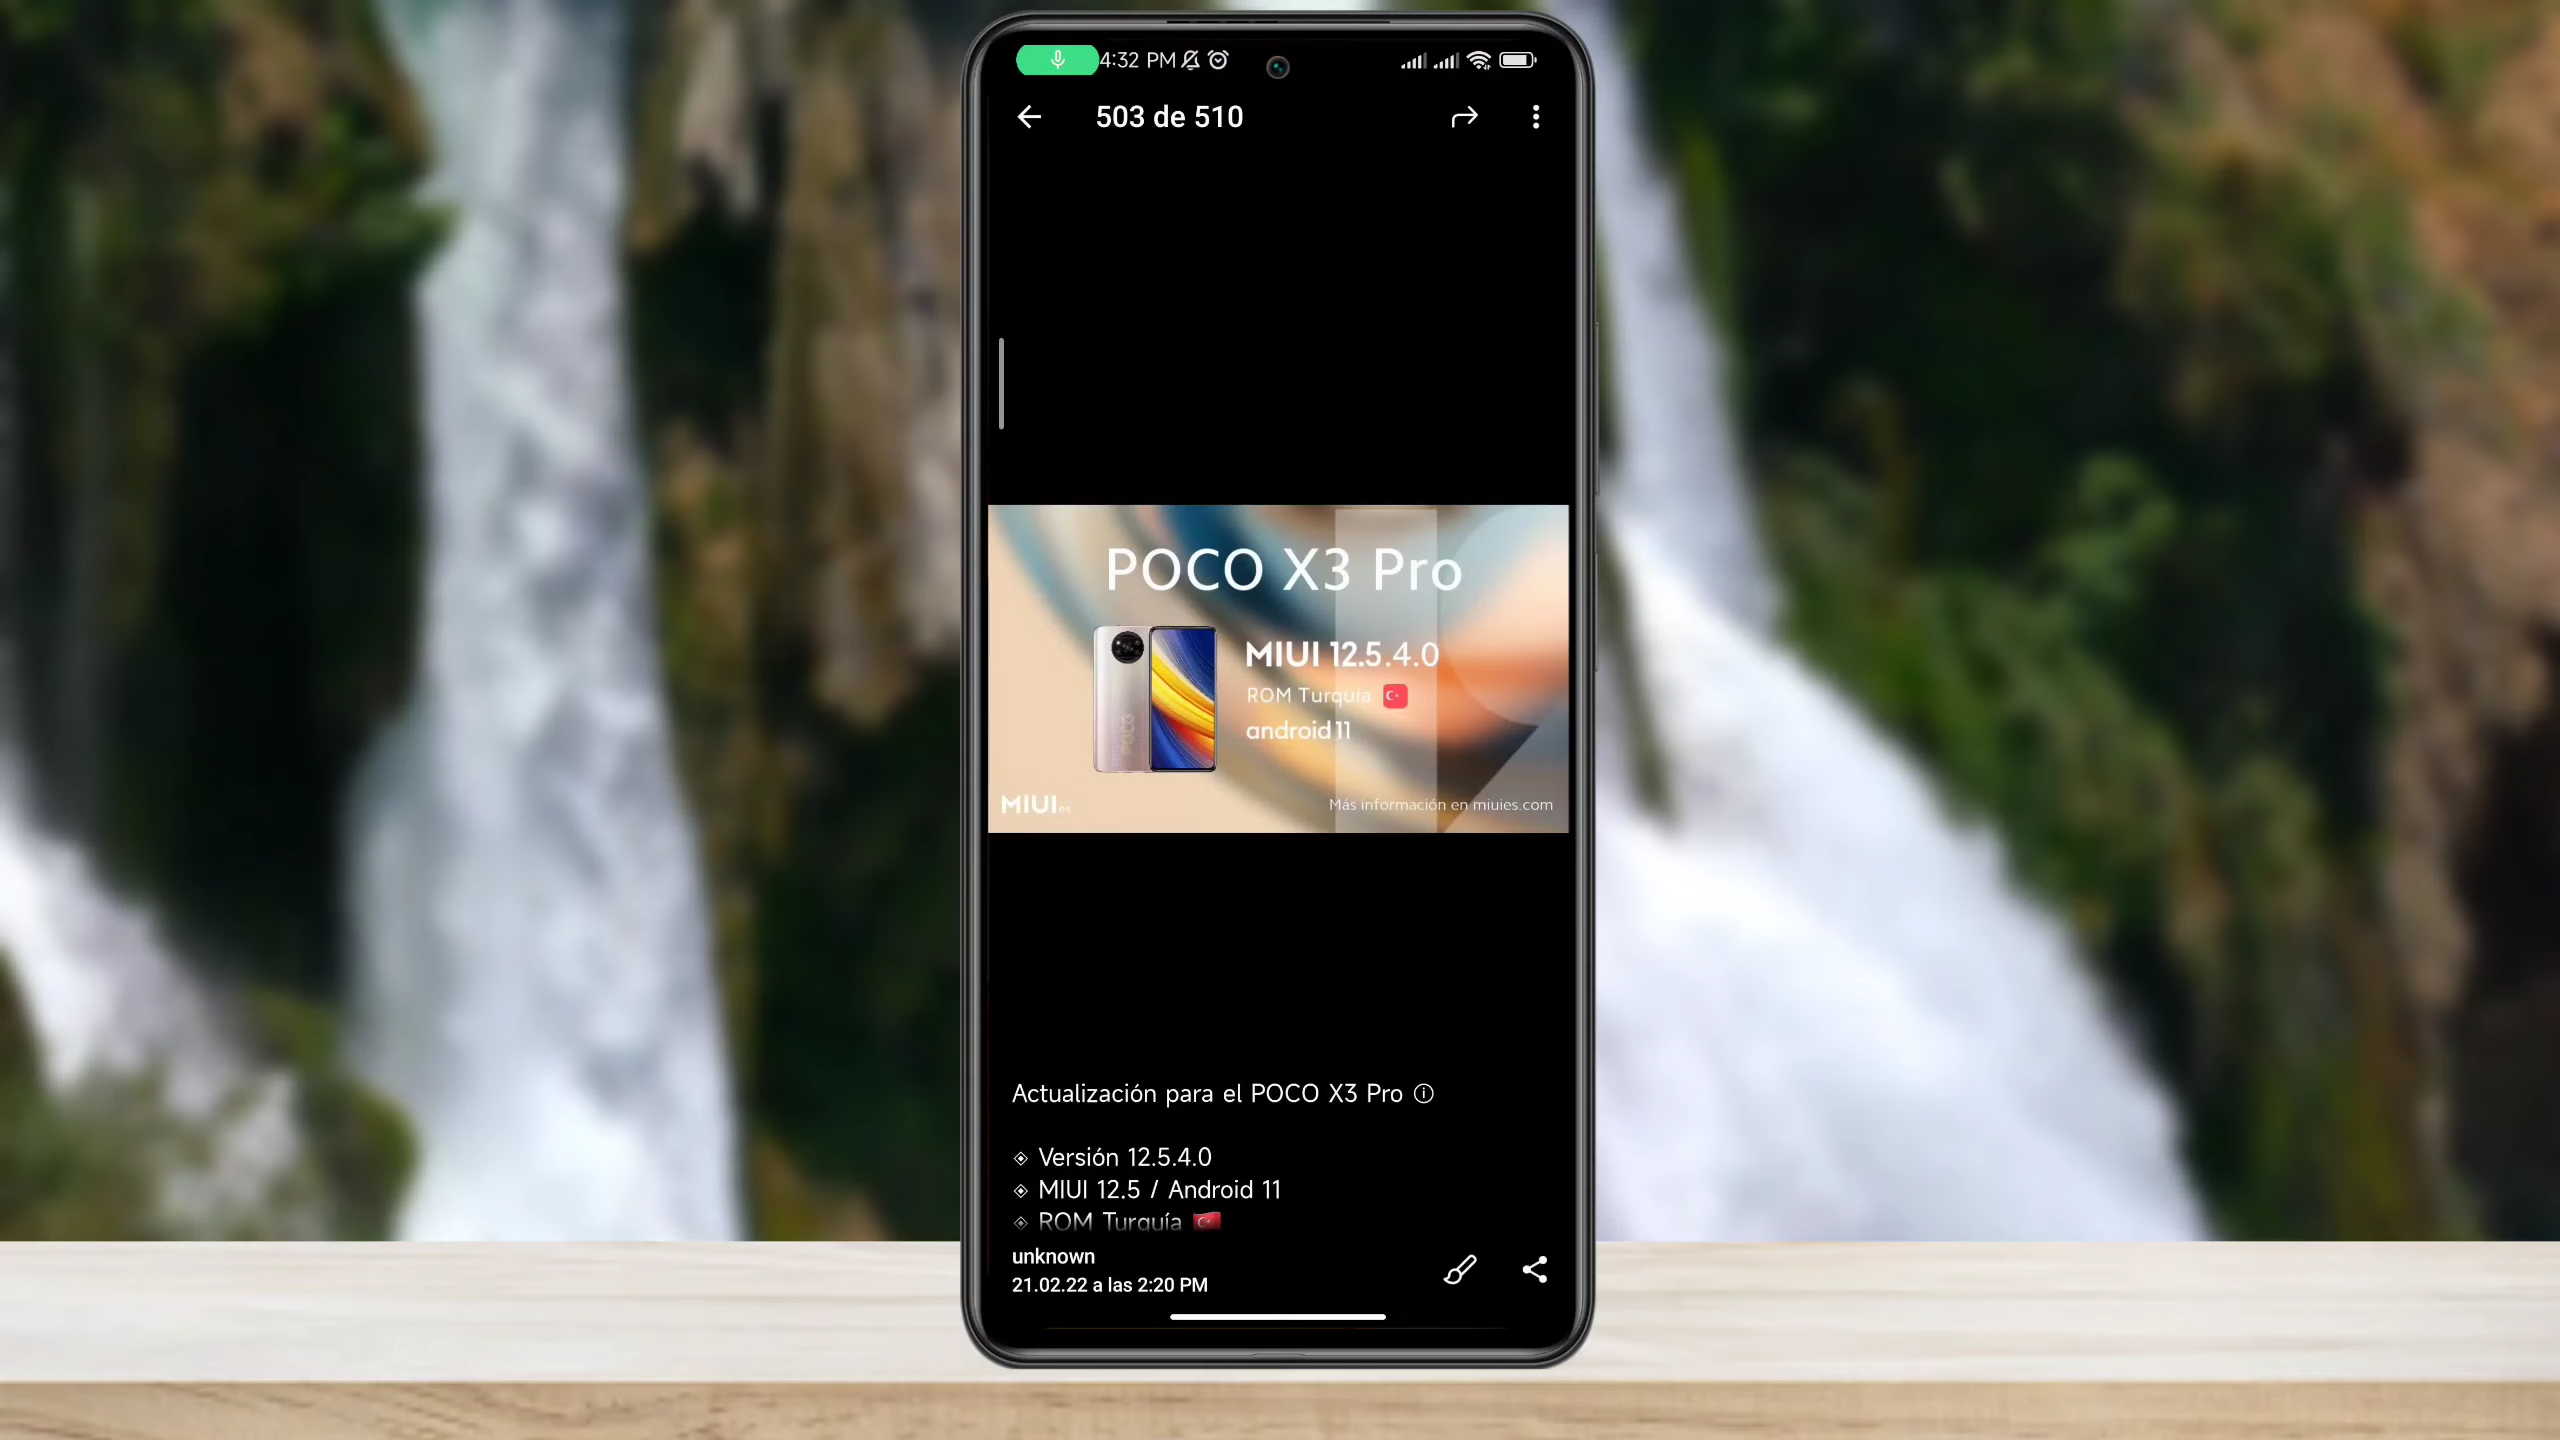 4:32 PM
503 de 510
POCO X3 Pro
MIUI 12.5.4.0
ROM Turquía
android 11
POCO
MIUI es
Más información en miuies.com
Actualización para el POCO X3 Pro
Versión 12.5.4.0
MIUI 12.5 / Android 11
ROM Turquía
unknown
21.02.22 a las 2:20 PM